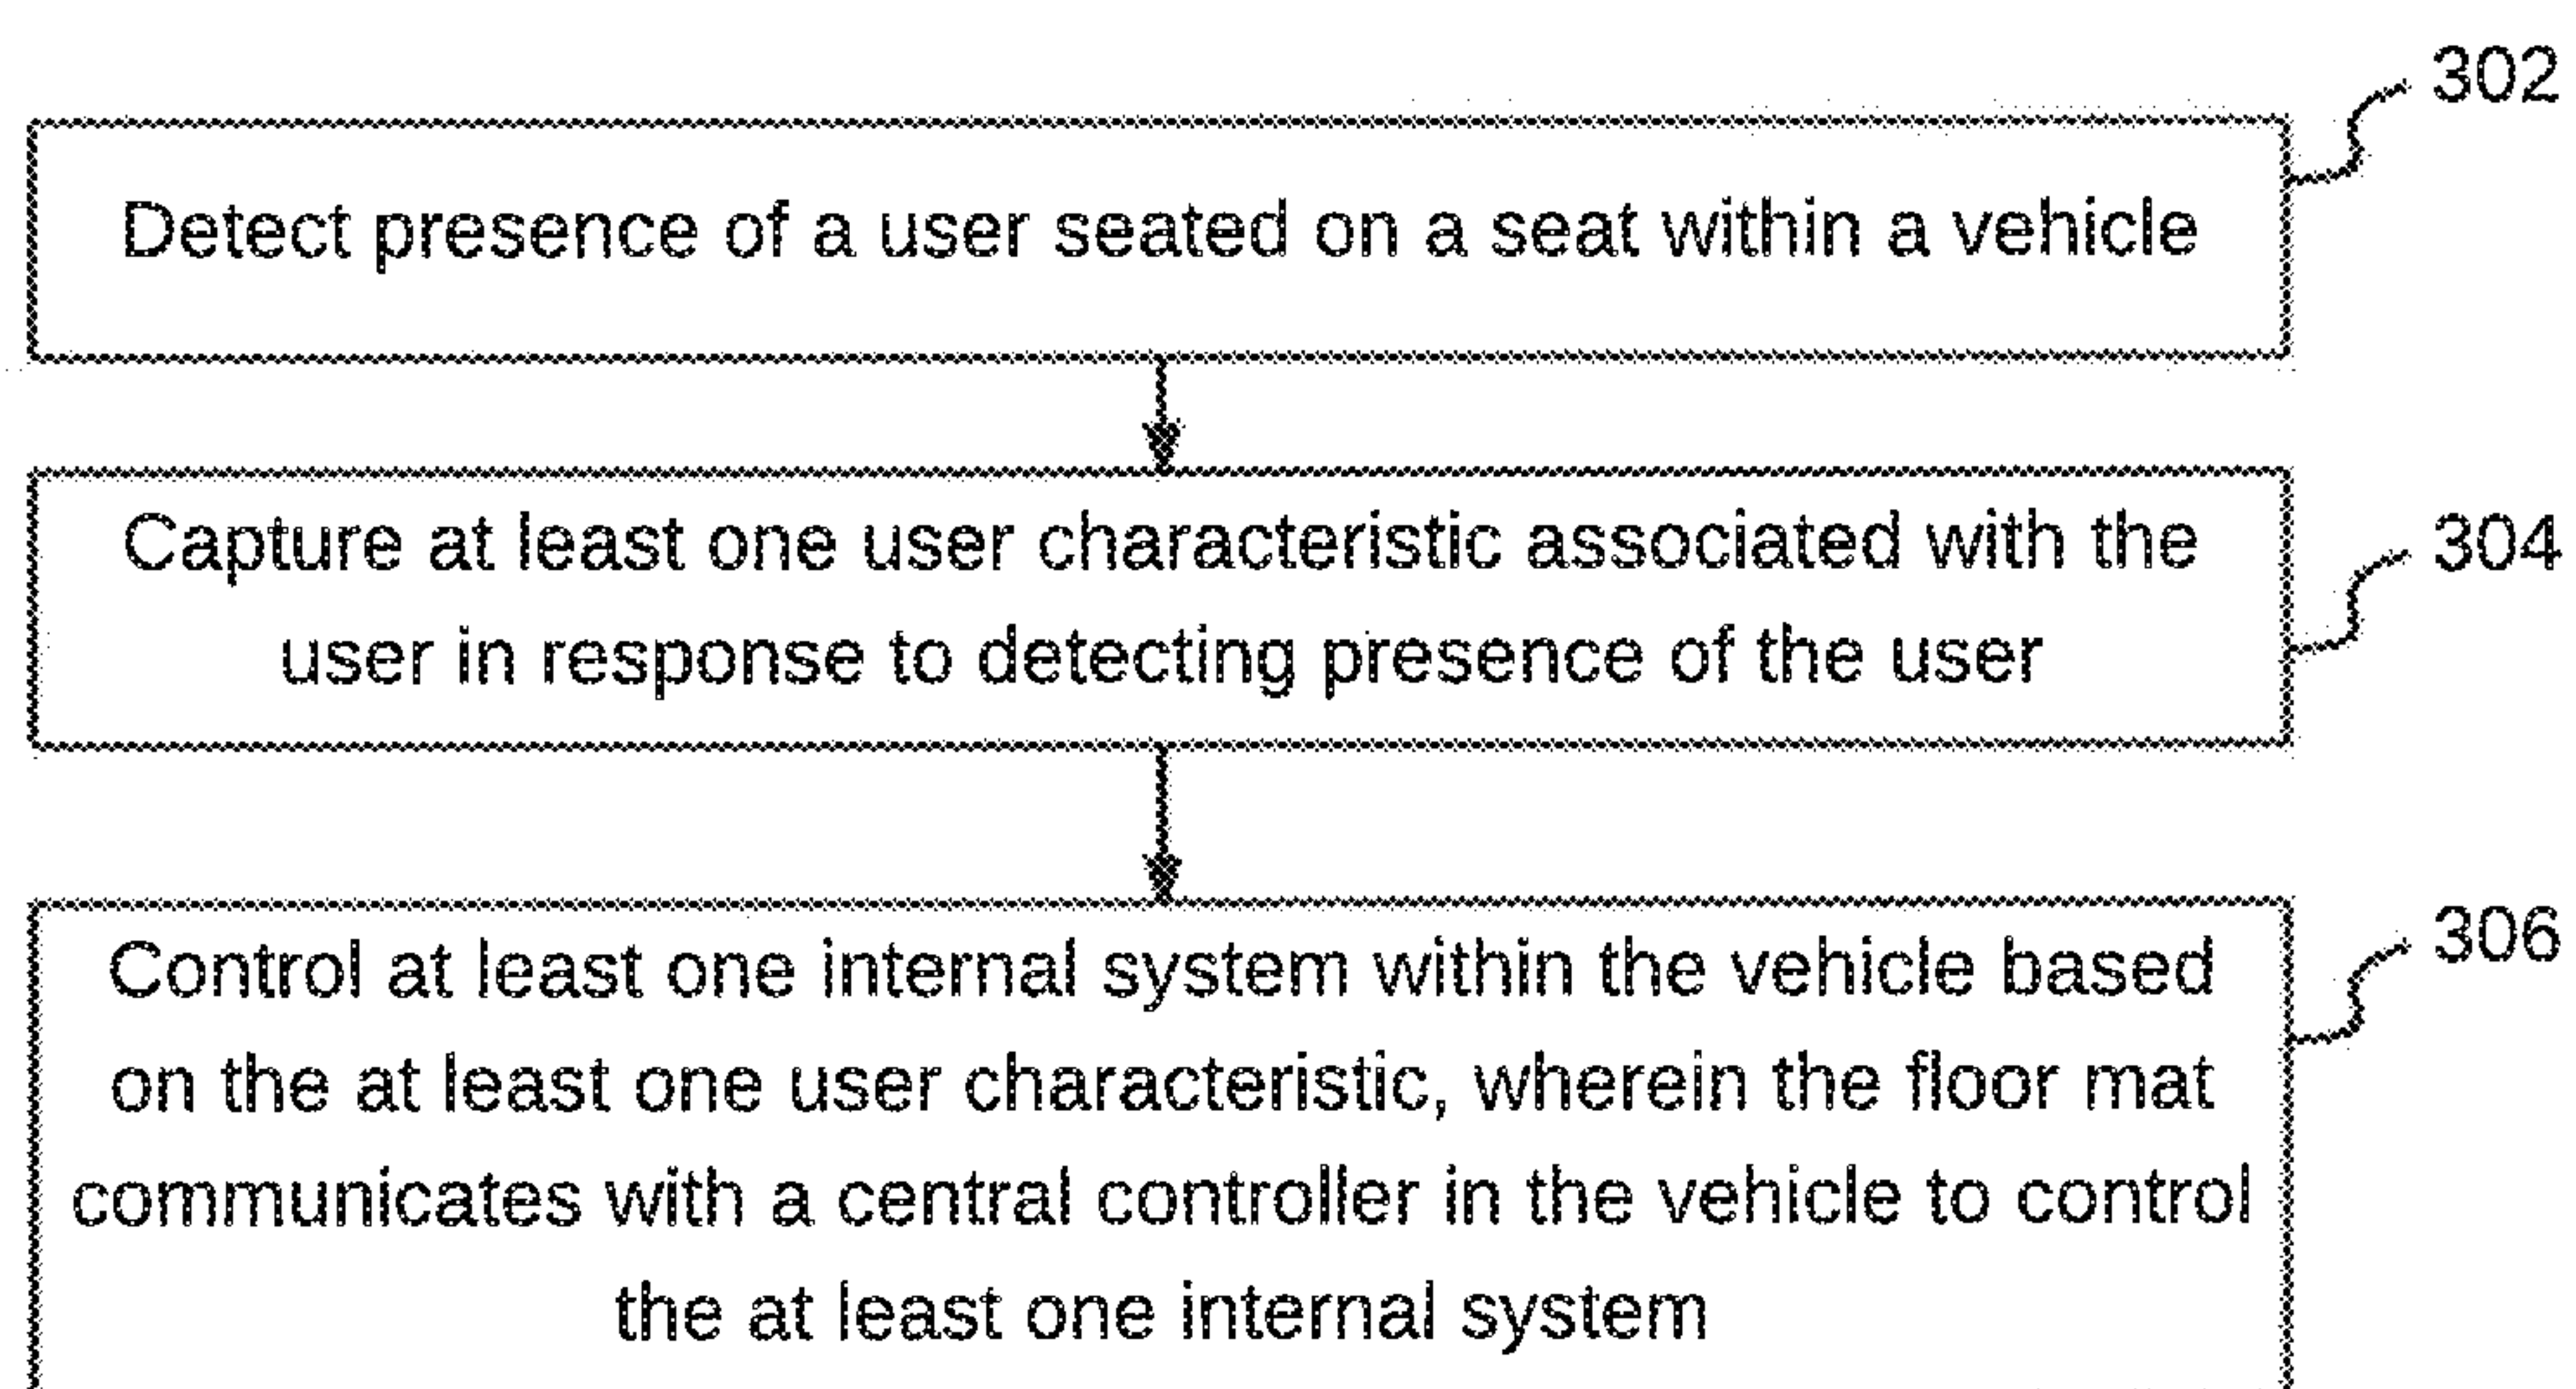 302
Detect presence of a user seated on a seat within a vehicle
Capture at least one user characteristic associated with the
304
user in response to detecting presence of the user
306
Control at least one internal system within the vehicle based
on the at least one user characteristic, wherein the floor mat
communicates with a central controller in the vehicle to control
the at least one internal system